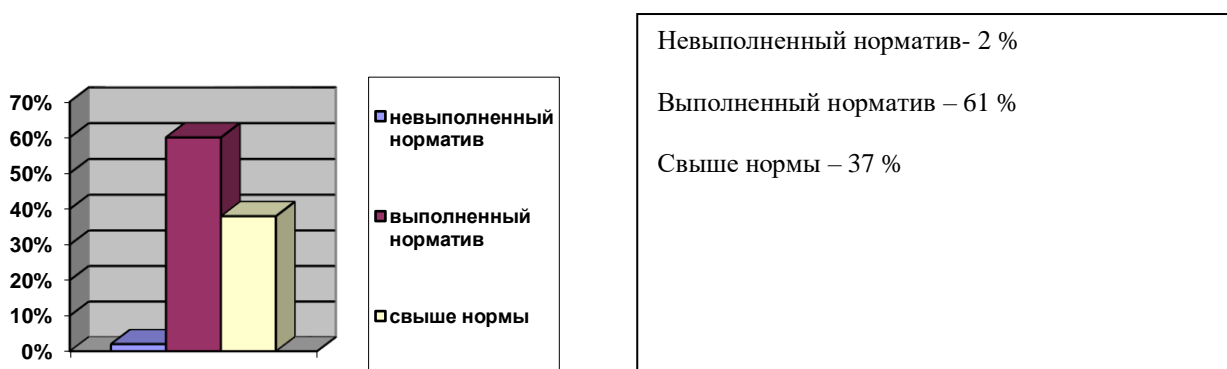 70%
60%
50%
40%
30%
20%
10%
0%
невыполненный
норматив
выполненный
норматив
свыше нормы
Невыполненный норматив- 2 %
Выполненный норматив – 61 %
Свыше нормы – 37 %